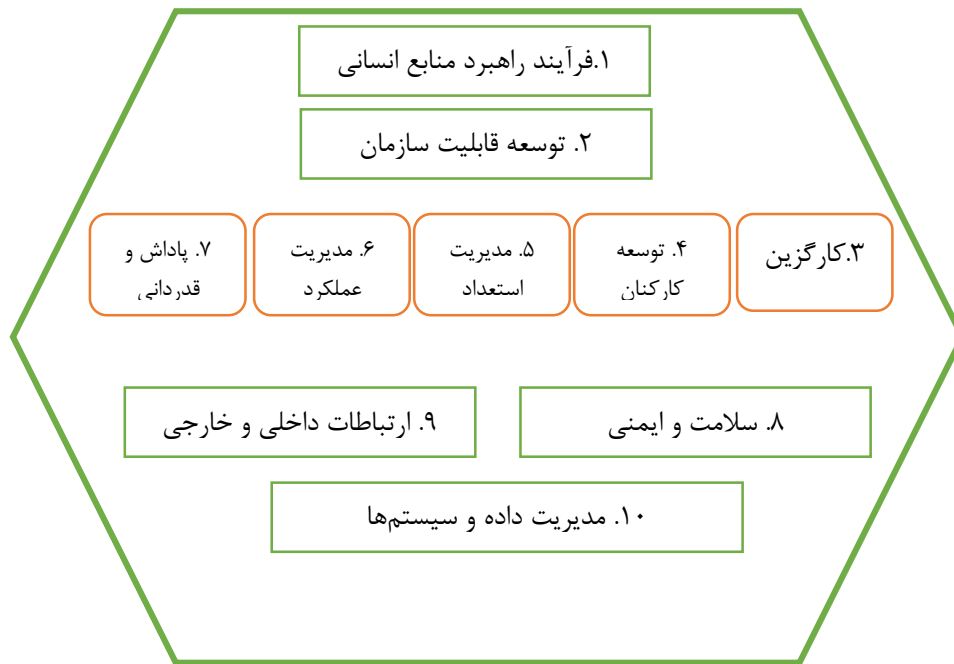 ۱.فرآیند راهبرد منابع انسانی
۲. توسعه قابلیت سازمان
۳.کارگزین
۴. توسعه
کارکنان
۵. مدیریت
استعداد
۶. مدیریت
عملکرد
۷. پاداش و
قدردانی
۸. سلامت و ایمنی
۹. ارتباطات داخلی و خارجی
۱۰. مدیریت داده و سیستم‌ها